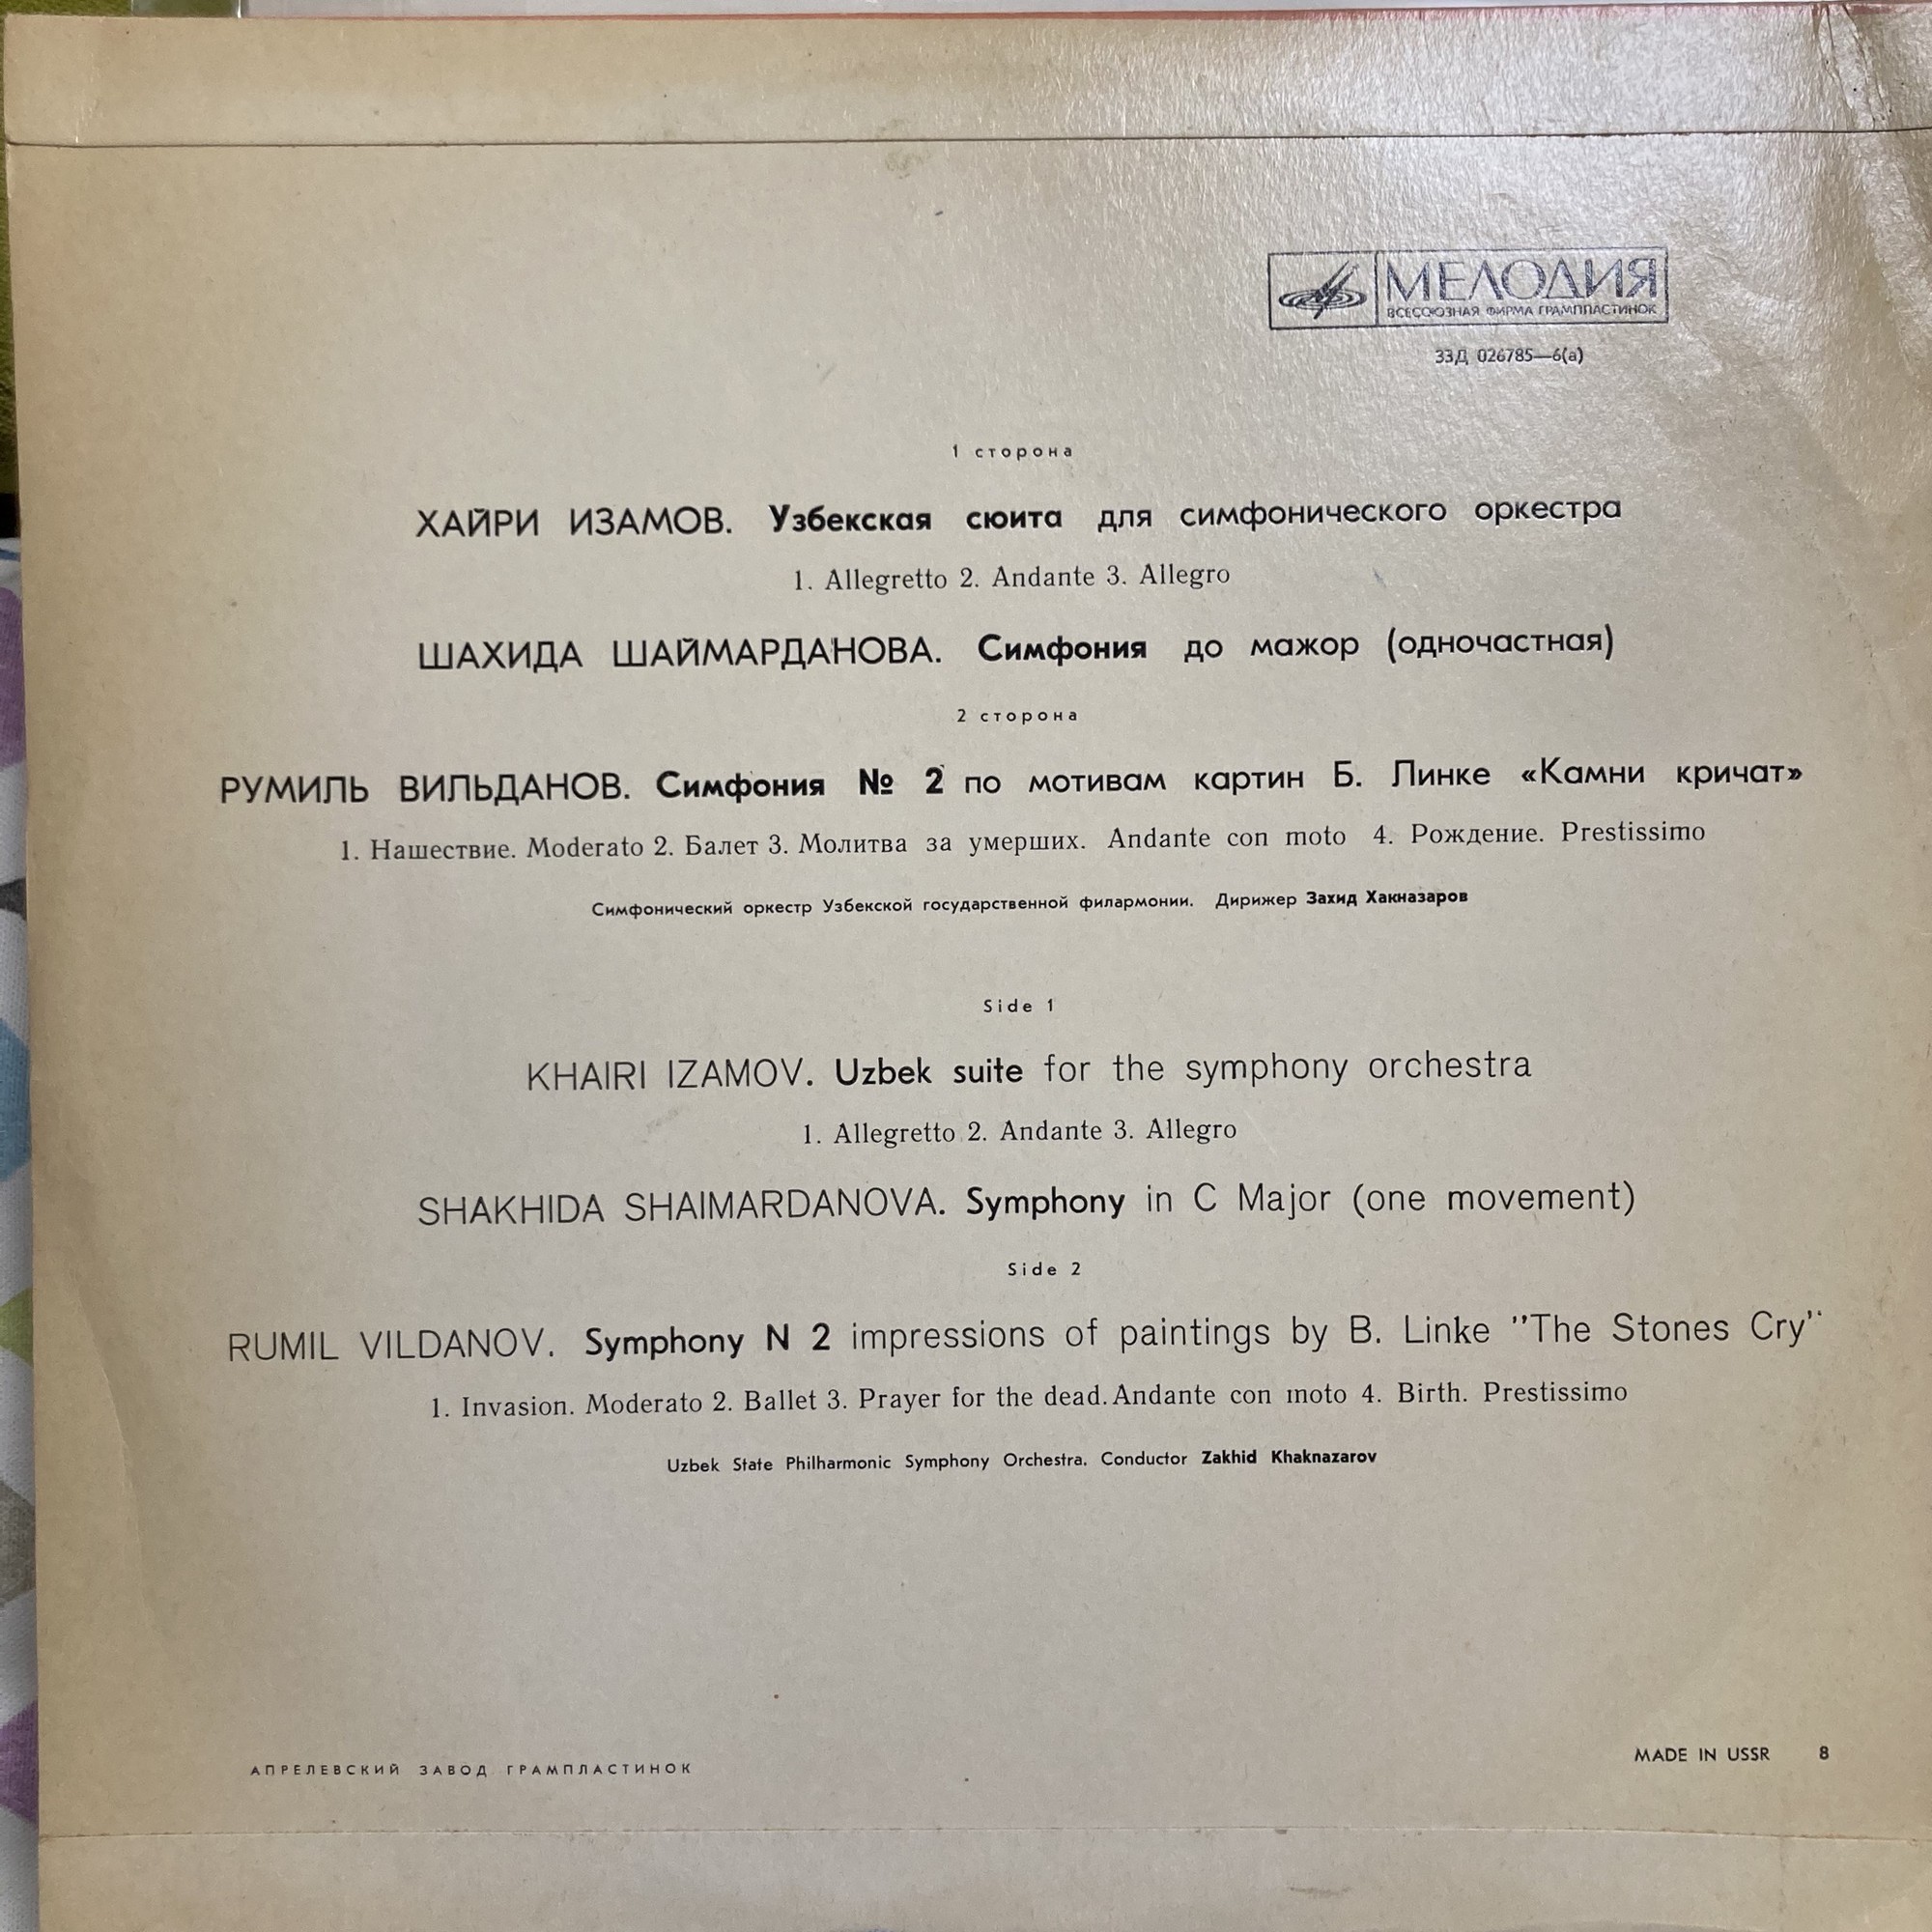 МЕЛОДИЯ
ВСЕСОЮЗНАЯ ФИРМА ГРАМПЛАСТИНОК
33Д 026785—6(a)
1 сторона
ХАЙРИ ИЗАМОВ. Узбекская сюита для симфонического оркестра
1. Allegretto 2. Andante 3. Allegro
ШАХИДА ШАЙМАРДАНОВА. Симфония до мажор (одночастная)
2 сторона
РУМИЛЬ ВИЛЬДАНОВ. Симфония № 2 по мотивам картин Б. Линке «Камни кричат»
1. Нашествие. Moderato 2. Балет 3. Молитва за умерших. Andante con moto 4. Рождение. Prestissimo
Симфонический оркестр Узбекской государственной филармонии. Дирижер Захид Хакназаров
Side 1
KHAIRI IZAMOV. Uzbek suite for the symphony orchestra
1. Allegretto 2. Andante 3. Allegro
SHAKHIDA SHAIMARDANOVA. Symphony in C Major (one movement)
Side 2
RUMIL VILDANOV. Symphony N 2 impressions of paintings by B. Linke "The Stones Cry"
1. Invasion. Moderato 2. Ballet 3. Prayer for the dead. Andante con moto 4. Birth. Prestissimo
Uzbek State Philharmonic Symphony Orchestra. Conductor Zakhid Khaknazarov
АПРЕЛЕВСКИЙ ЗАВОД ГРАМПЛАСТИНОК
MADE IN USSR 8